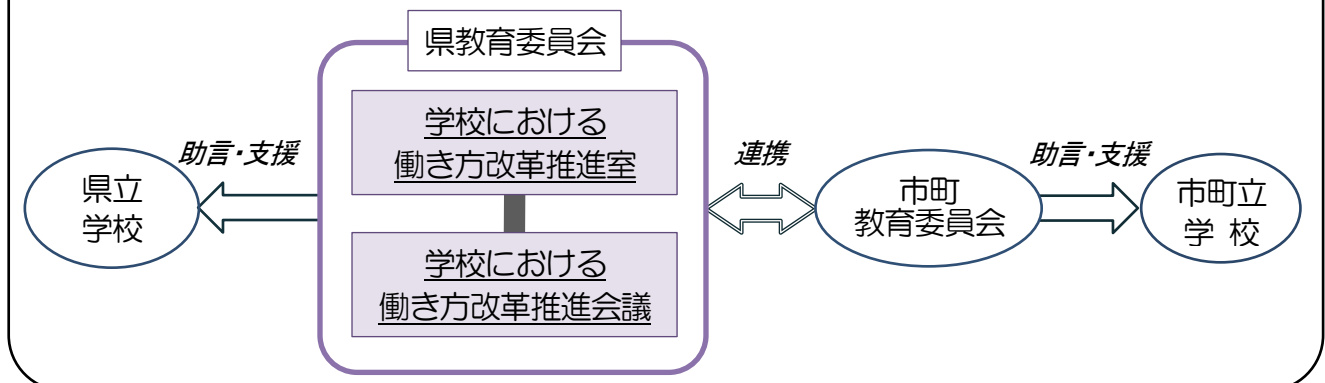 県教育委員会
学校における
働き方改革推進室
学校における
働き方改革推進会議
助言・支援
県立
学校
連携
市町
教育委員会
助言・支援
市町立
学 校